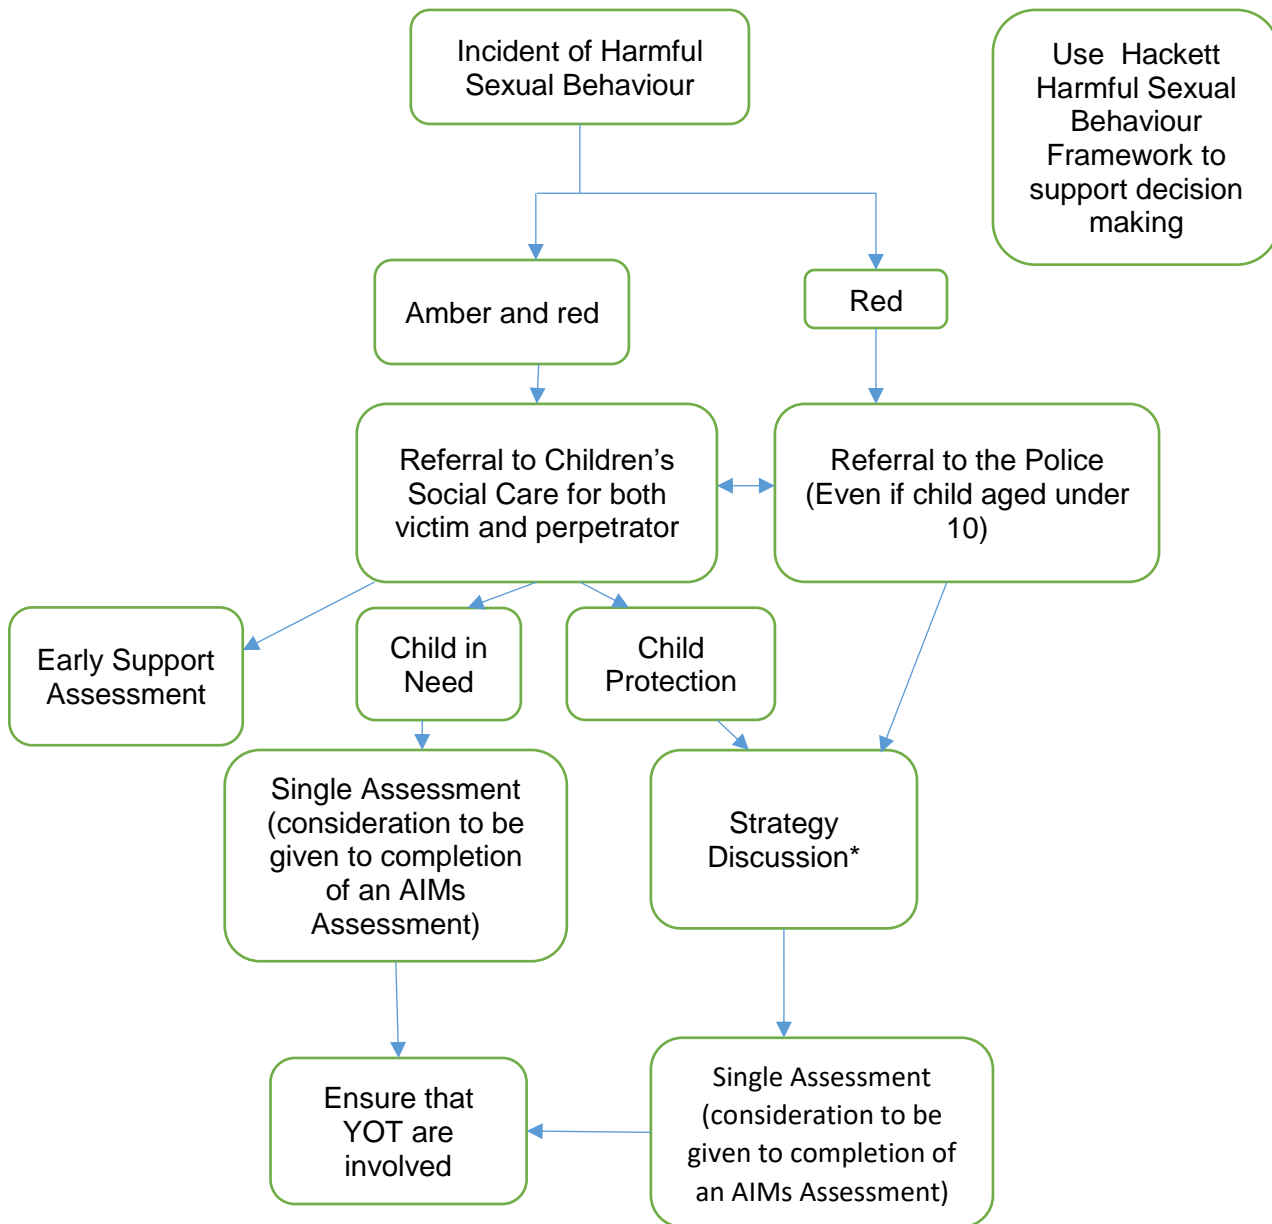 Incident of Harmful
Sexual Behaviour
Use Hackett
Harmful Sexual
Behaviour
Framework to
support decision
making
Amber and red
Red
Referral to Children’s
Social Care for both
victim and perpetrator
Referral to the Police
(Even if child aged under
10)
Early Support
Assessment
Child in
Need
Child
Protection
Single Assessment
(consideration to be
given to completion
of an AIMs
Assessment)
Strategy
Discussion*
Ensure that
YOT are
involved
Single Assessment
(consideration to be
given to completion of
an AIMs Assessment)